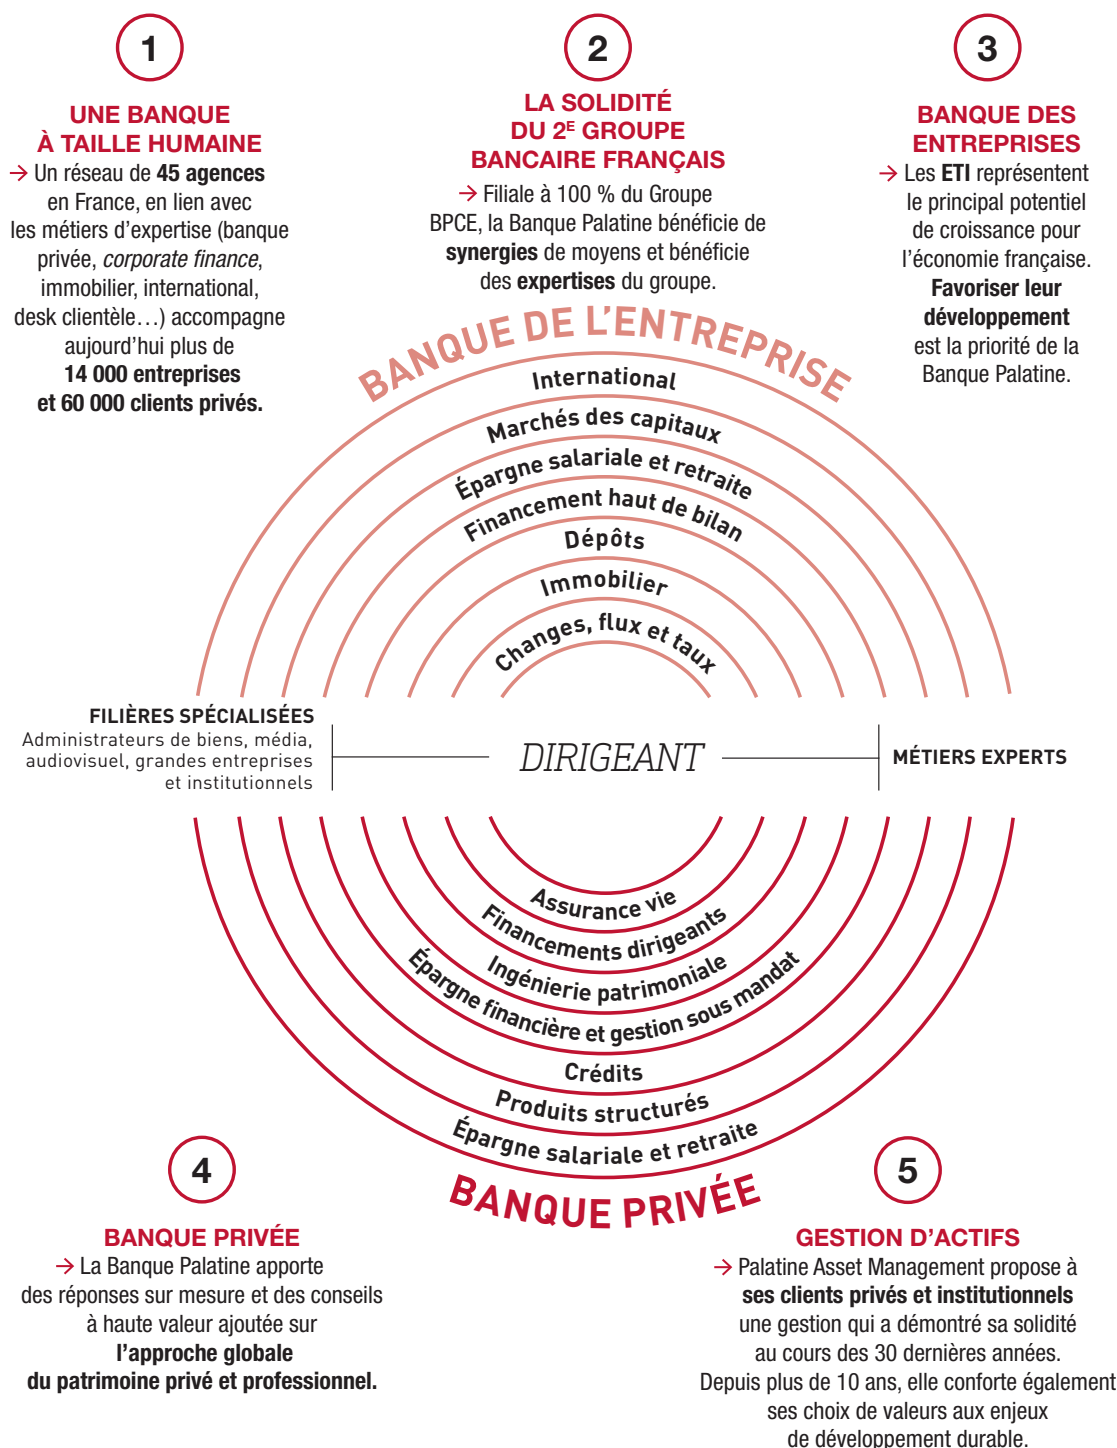 1
UNE BANQUE
À TAILLE HUMAINE
→ Un réseau de 45 agences
en France, en lien avec
les métiers d’expertise (banque
privée, corporate finance,
immobilier, international,
desk clientèle…) accompagne
aujourd’hui plus de
14 000 entreprises
et 60 000 clients privés.
2
LA SOLIDITÉ
DU 2E GROUPE
BANCAIRE FRANÇAIS
→ Filiale à 100 % du Groupe
BPCE, la Banque Palatine bénéficie de
synergies de moyens et bénéficie
des expertises du groupe.
3
BANQUE DES
ENTREPRISES
→ Les ETI représentent
le principal potentiel
de croissance pour
l’économie française.
Favoriser leur
développement
est la priorité de la
Banque Palatine.
BANQUE DE L’ENTREPRISE
International
Marchés des capitaux
Épargne salariale et retraite
Financement haut de bilan
Dépôts
Immobilier
Changes, flux et taux
FILIÈRES SPÉCIALISÉES
Administrateurs de biens, média,
audiovisuel, grandes entreprises
et institutionnels
DIRIGEANT
MÉTIERS EXPERTS
Assurance vie
Financements dirigeants
Ingénierie patrimoniale
Épargne financière et gestion sous mandat
Crédits
Produits structurés
Épargne salariale et retraite
BANQUE PRIVÉE
4
BANQUE PRIVÉE
→ La Banque Palatine apporte
des réponses sur mesure et des conseils
à haute valeur ajoutée sur
l’approche globale
du patrimoine privé et professionnel.
5
GESTION D’ACTIFS
→ Palatine Asset Management propose à
ses clients privés et institutionnels
une gestion qui a démontré sa solidité
au cours des 30 dernières années.
Depuis plus de 10 ans, elle conforte également
ses choix de valeurs aux enjeux
de développement durable.